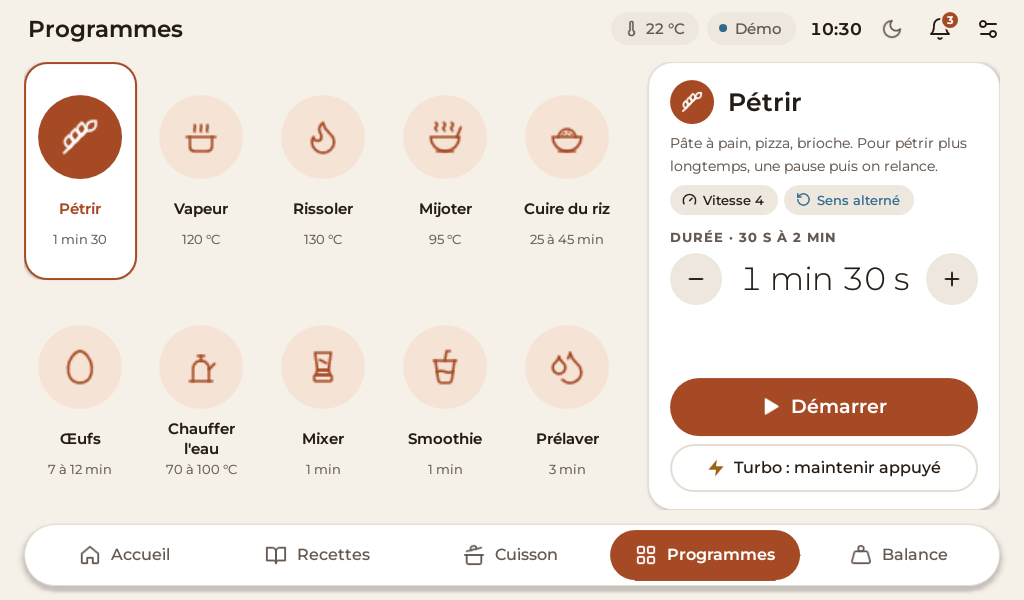 Programmes
22 °C
Démo
10:30
3
Pétrir
1 min 30
Vapeur
120 °C
Rissoler
130 °C
Mijoter
95 °C
Cuire du riz
25 à 45 min
Œufs
7 à 12 min
Chauffer
l'eau
70 à 100 °C
Mixer
1 min
Smoothie
1 min
Prélaver
3 min
Pétrir
Pâte à pain, pizza, brioche. Pour pétrir plus
longtemps, une pause puis on relance.
Vitesse 4
Sens alterné
DURÉE · 30 S À 2 MIN
− 1 min 30 s +
Démarrer
Turbo : maintenir appuyé
Accueil
Recettes
Cuisson
Programmes
Balance